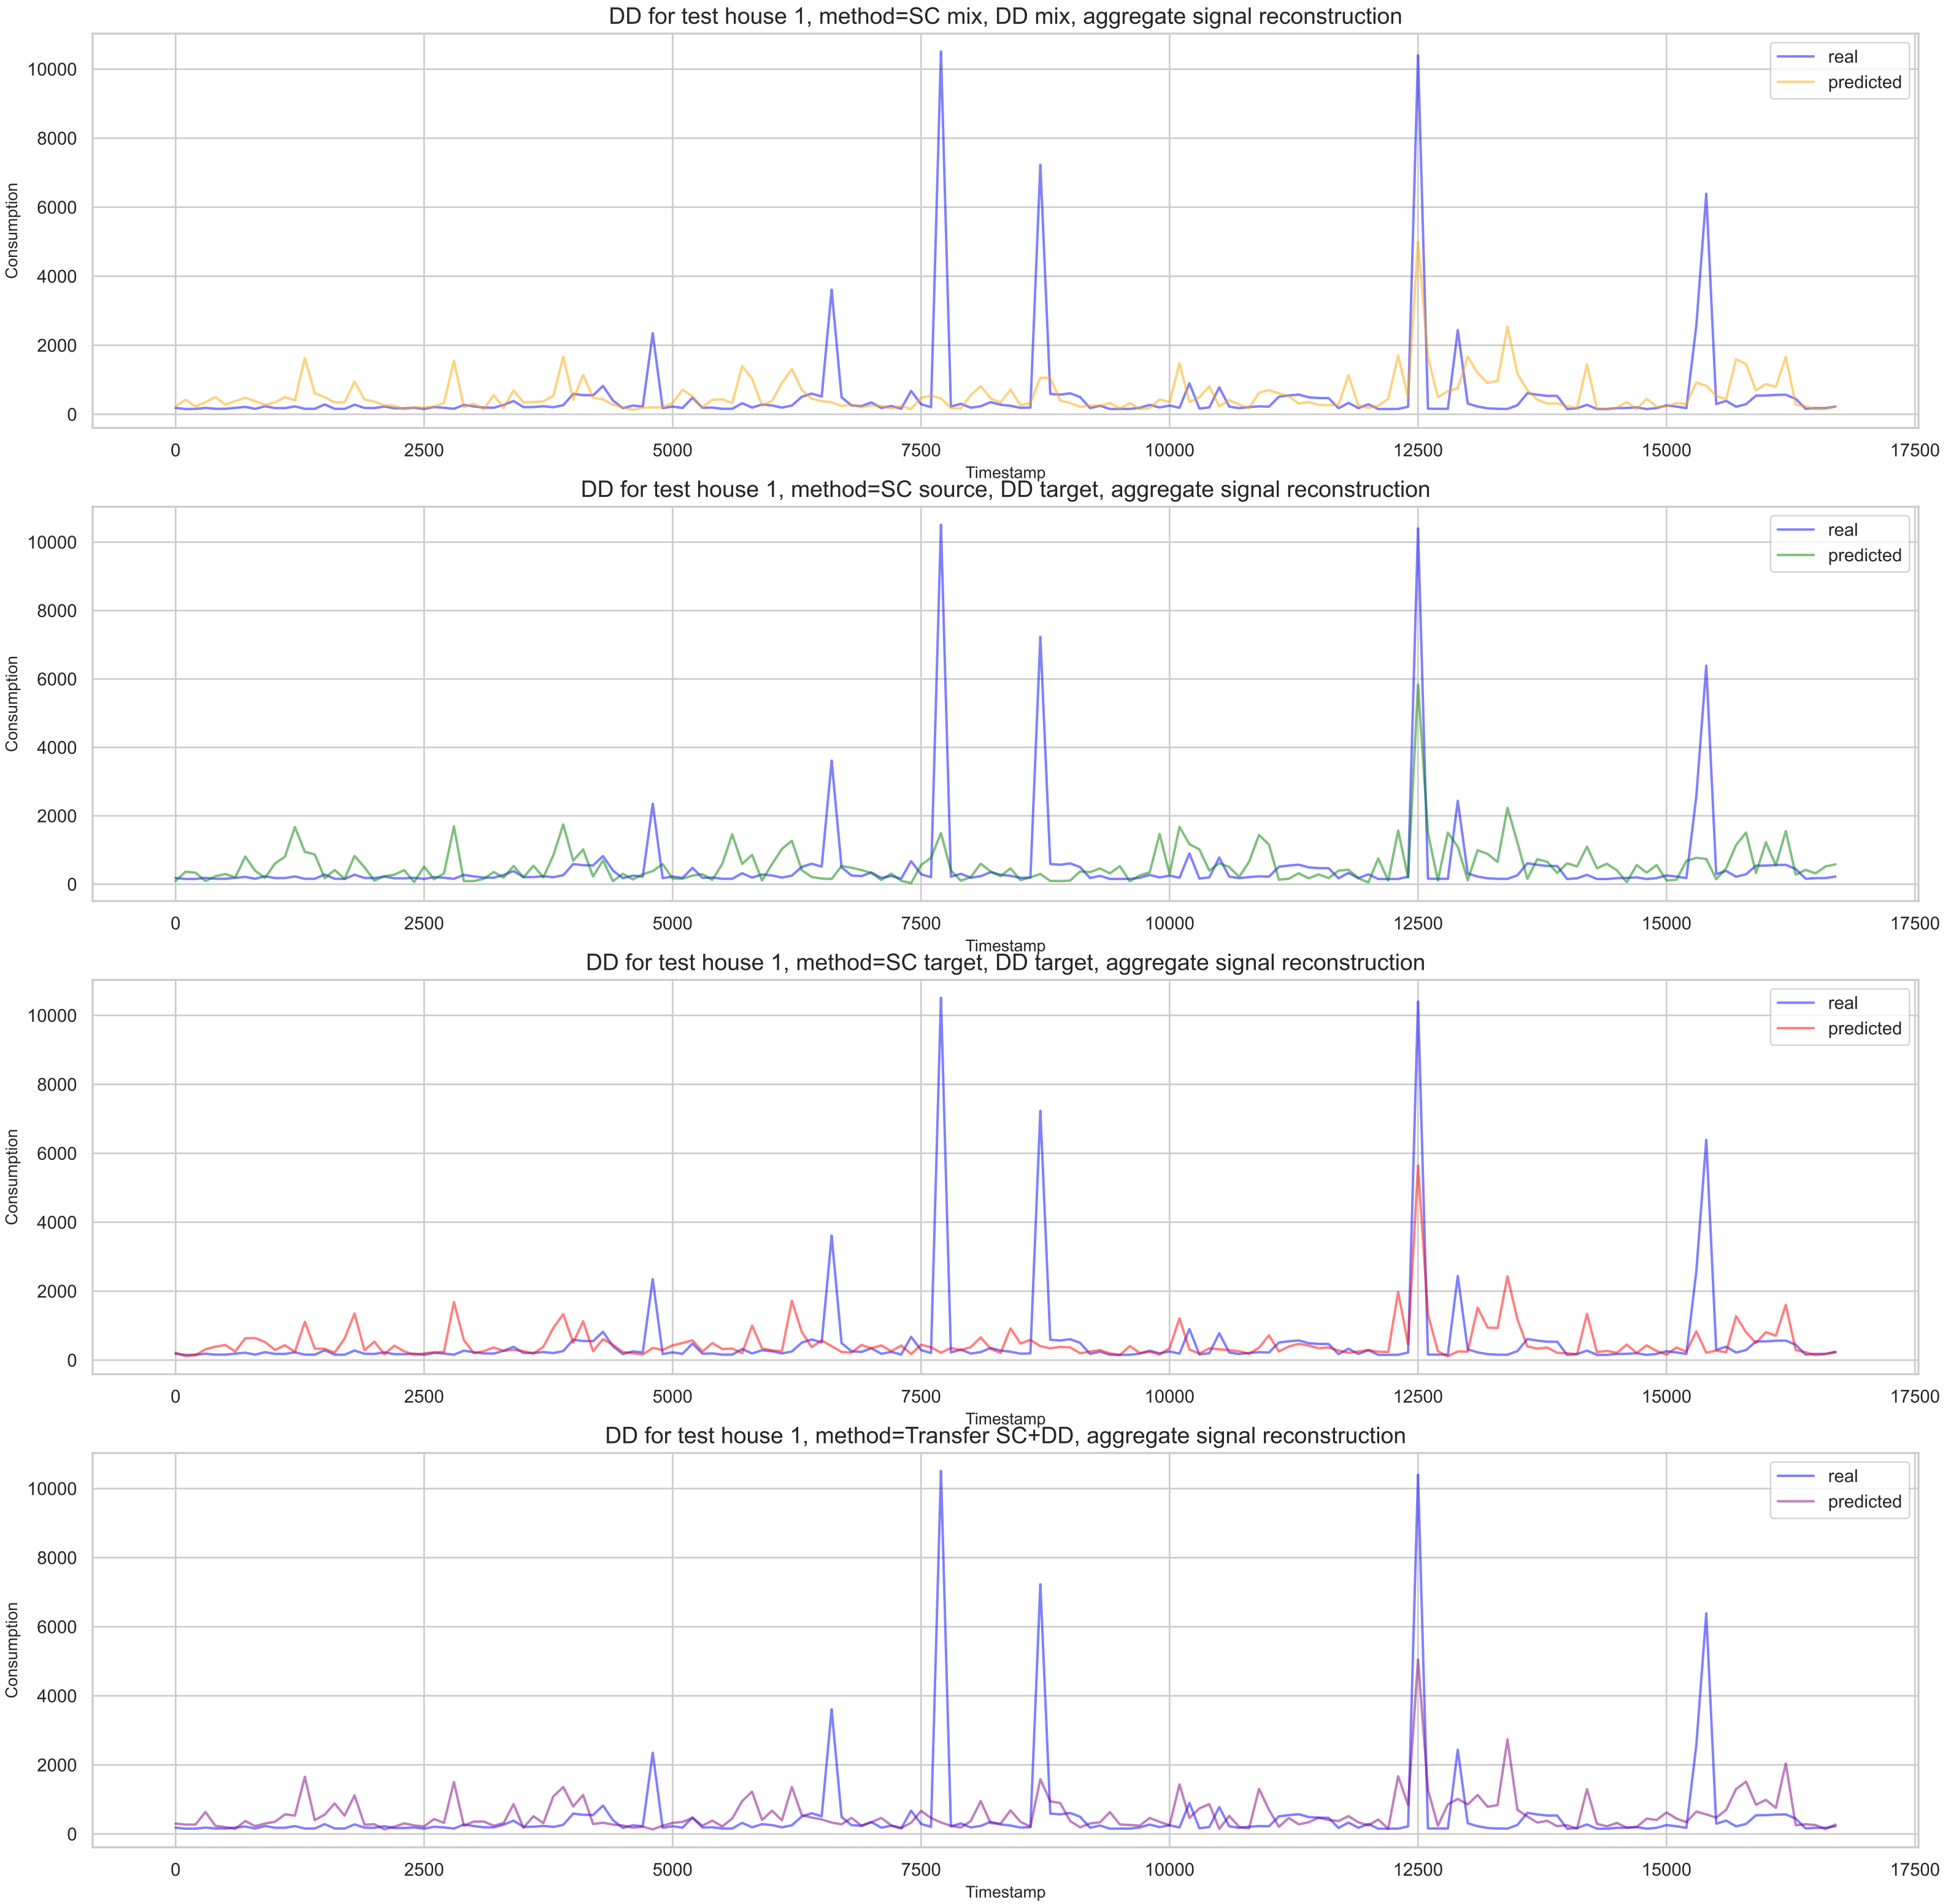 DD for test house 1, method=SC mix, DD mix, aggregate signal reconstruction
real
predicted
10000
8000
6000
4000
2000
0
Consumption
0 2500 5000 7500 10000 12500 15000 17500
Timestamp
DD for test house 1, method=SC source, DD target, aggregate signal reconstruction
real
predicted
10000
8000
6000
4000
2000
0
Consumption
0 2500 5000 7500 10000 12500 15000 17500
Timestamp
DD for test house 1, method=SC target, DD target, aggregate signal reconstruction
real
predicted
10000
8000
6000
4000
2000
0
Consumption
0 2500 5000 7500 10000 12500 15000 17500
Timestamp
DD for test house 1, method=Transfer SC+DD, aggregate signal reconstruction
real
predicted
10000
8000
6000
4000
2000
0
Consumption
0 2500 5000 7500 10000 12500 15000 17500
Timestamp